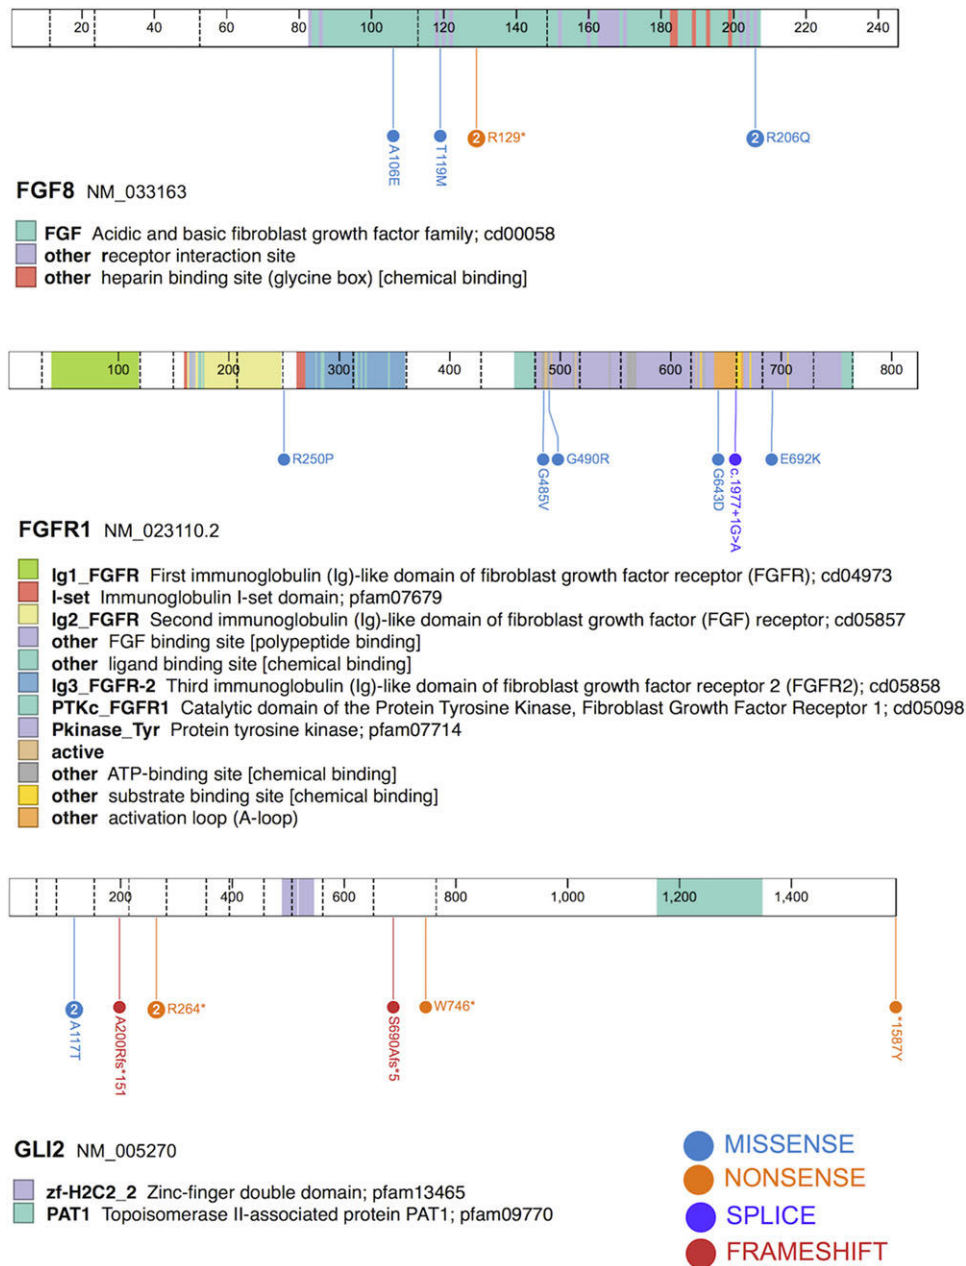 20 40 60 80 100 120 140 160 180 200 220 240
A106E
T119M
2 R129*
2 R206Q
FGF8 NM_033163
FGF Acidic and basic fibroblast growth factor family; cd00058
other receptor interaction site
other heparin binding site (glycine box) [chemical binding]
100 200 300 400 500 600 700 800
R250P
G485V
G490R
G643D
c.1977+1G>A
E692K
FGFR1 NM_023110.2
Ig1_FGFR First immunoglobulin (Ig)-like domain of fibroblast growth factor receptor (FGFR); cd04973
I-set Immunoglobulin I-set domain; pfam07679
Ig2_FGFR Second immunoglobulin (Ig)-like domain of fibroblast growth factor (FGF) receptor; cd05857
other FGF binding site [polypeptide binding]
other ligand binding site [chemical binding]
Ig3_FGFR-2 Third immunoglobulin (Ig)-like domain of fibroblast growth factor receptor 2 (FGFR2); cd05858
PTKc_FGFR1 Catalytic domain of the Protein Tyrosine Kinase, Fibroblast Growth Factor Receptor 1; cd05098
Pkinase_Tyr Protein tyrosine kinase; pfam07714
active
other ATP-binding site [chemical binding]
other substrate binding site [chemical binding]
other activation loop (A-loop)
200 400 600 800 1,000 1,200 1,400
2 A117T
A200Rfs*151
2 R264*
S690Afs*5
W746*
*1587Y
GLI2 NM_005270
zf-H2C2_2 Zinc-finger double domain; pfam13465
PAT1 Topoisomerase II-associated protein PAT1; pfam09770
MISSENSE
NONSENSE
SPLICE
FRAMESHIFT